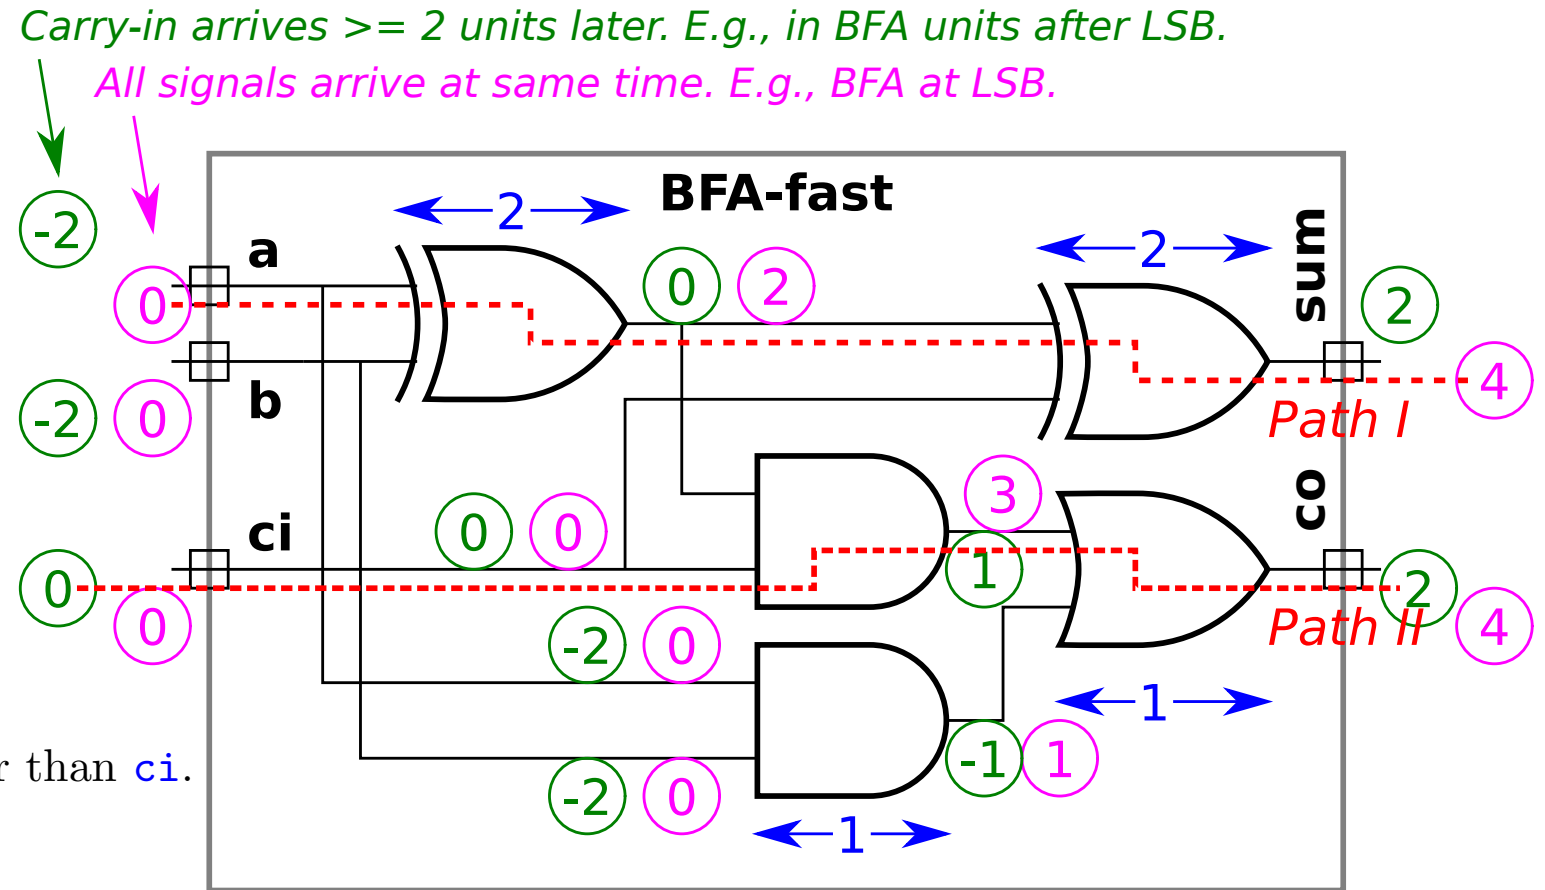 Carry-in arrives >= 2 units later. E.g., in BFA units after LSB.
All signals arrive at same time. E.g., BFA at LSB.
BFA-fast
2
2
-2
a
0
0
2
sum
2
b
-2
0
4
Path I
3
co
ci
0
0
1
0
0
2
4
Path II
-2
0
1
r than ci.
-1
1
-2
0
1